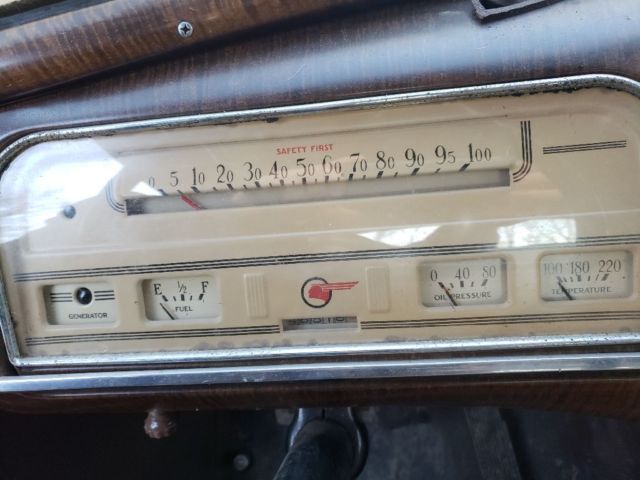 SAFETY FIRST
0 5 10 20 30 40 50 60 70 80 90 95 100
GENERATOR
E ½ F
FUEL
0 40 80
OIL PRESSURE
100 180 220
TEMPERATURE